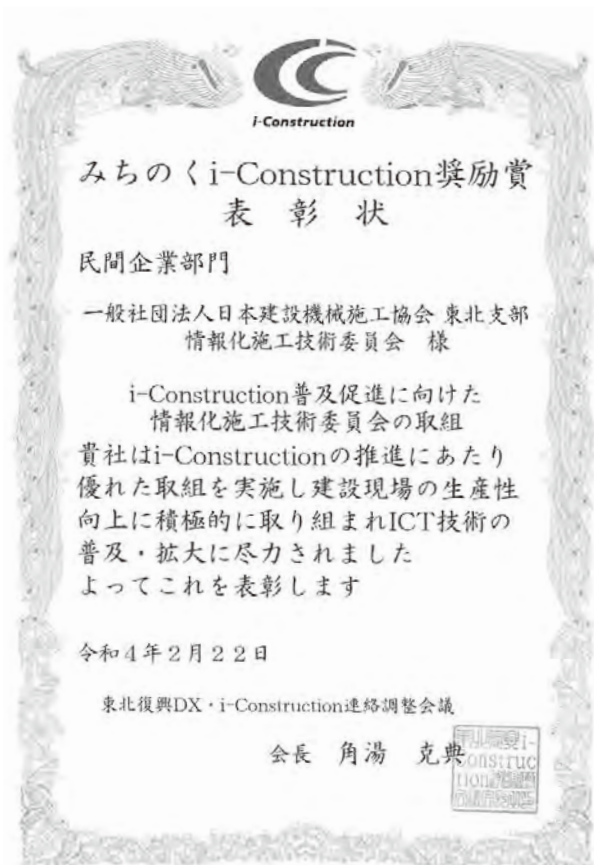 i-Construction
みちのくi-Construction奨励賞
表彰状
民間企業部門
一般社団法人日本建設機械施工協会 東北支部
情報化施工技術委員会 様
i-Construction普及促進に向けた
情報化施工技術委員会の取組
貴社はi-Constructionの推進にあたり
優れた取組を実施し建設現場の生産性
向上に積極的に取り組まれICT技術の
普及・拡大に尽力されました
よってこれを表彰します
令和4年2月22日
東北復興DX・i-Construction連絡調整会議
会長 角湯 克典
i-
Construc
tion